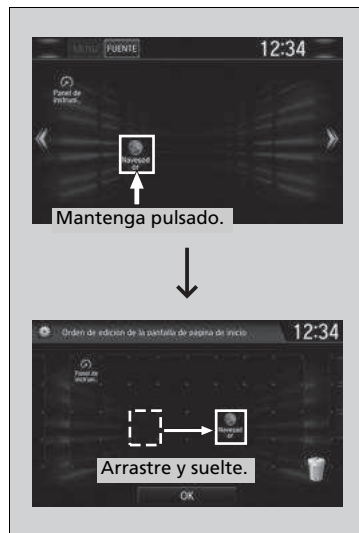 MENÚ FUENTE 12:34
Panel de
instrum..
Navegad
or
Mantenga pulsado.
Orden de edición de la pantalla de página de inicio 12:34
Panel de
instrum..
Navegad
or
Arrastre y suelte.
OK